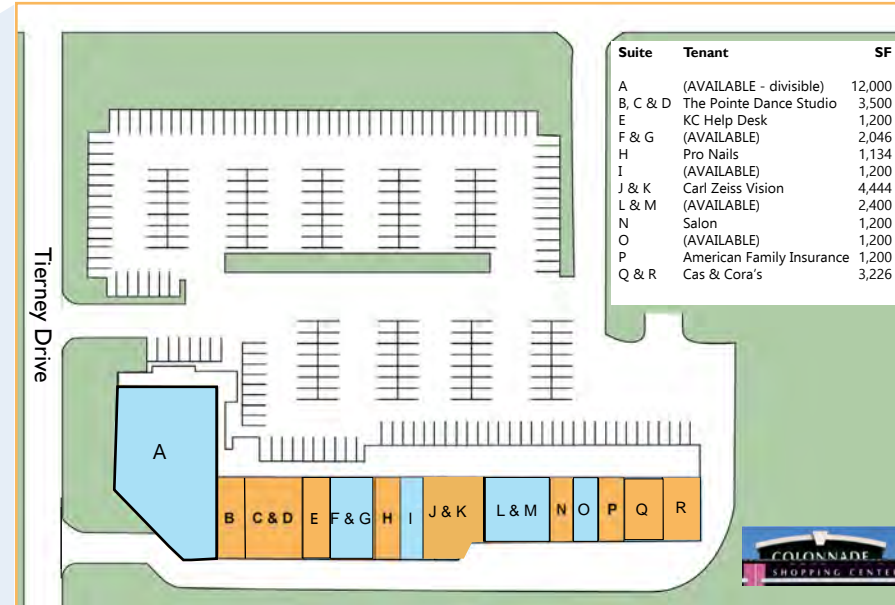 Suite Tenant SF
A (AVAILABLE - divisible) 12,000
B, C & D The Pointe Dance Studio 3,500
E KC Help Desk 1,200
F & G (AVAILABLE) 2,046
H Pro Nails 1,134
I (AVAILABLE) 1,200
J & K Carl Zeiss Vision 4,444
L & M (AVAILABLE) 2,400
N Salon 1,200
O (AVAILABLE) 1,200
P American Family Insurance 1,200
Q & R Cas & Cora's 3,226
Tierney Drive
A
B C & D E F & G H I J & K L & M N O P Q R
COLONNADE
SHOPPING CENTE